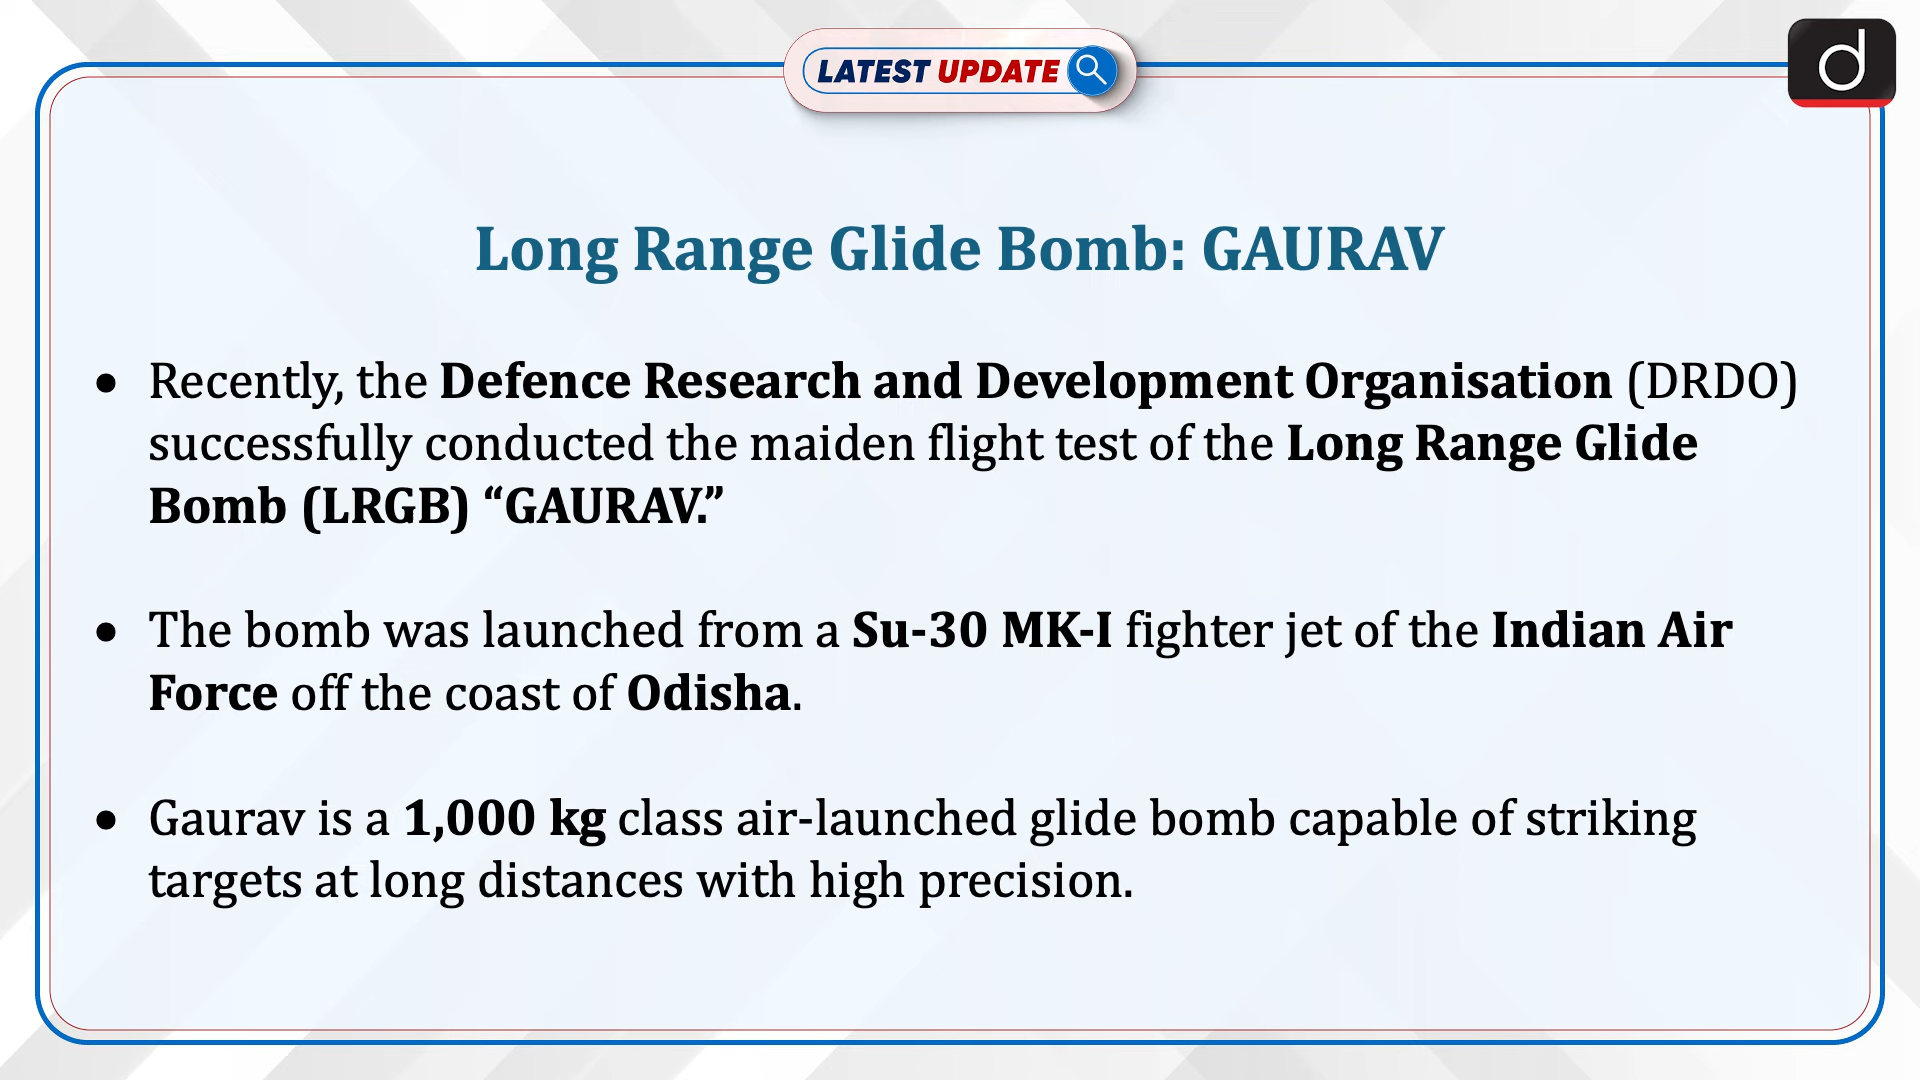 LATEST UPDATE
d
Long Range Glide Bomb: GAURAV
• Recently, the Defence Research and Development Organisation (DRDO)
successfully conducted the maiden flight test of the Long Range Glide
Bomb (LRGB) “GAURAV.”
• The bomb was launched from a Su-30 MK-I fighter jet of the Indian Air
Force off the coast of Odisha.
• Gaurav is a 1,000 kg class air-launched glide bomb capable of striking
targets at long distances with high precision.